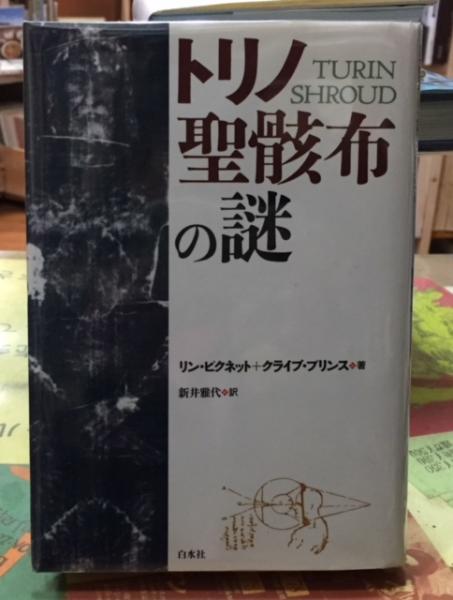 トリノ
TURIN
SHROUD
聖骸布
の謎
リン・ピクネット+クライブ・プリンス❖著
新井雅代❖訳
白水社